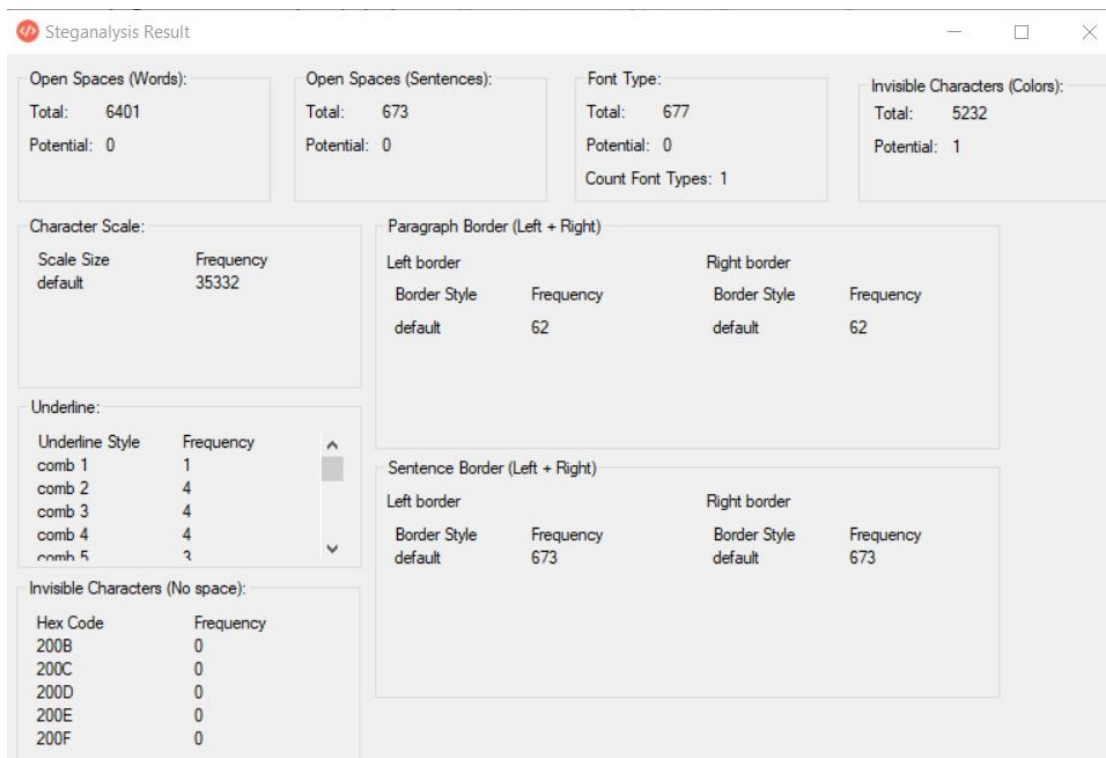 Steganalysis Result
Open Spaces (Words):
Total: 6401
Potential: 0
Open Spaces (Sentences):
Total: 673
Potential: 0
Font Type:
Total: 677
Potential: 0
Count Font Types: 1
Invisible Characters (Colors):
Total: 5232
Potential: 1
Character Scale:
Scale Size Frequency
default 35332
Paragraph Border (Left + Right)
Left border Right border
Border Style Frequency Border Style Frequency
default 62 default 62
Underline:
Underline Style Frequency
comb 1 1
comb 2 4
comb 3 4
comb 4 4
comb 5 3
Sentence Border (Left + Right)
Left border Right border
Border Style Frequency Border Style Frequency
default 673 default 673
Invisible Characters (No space):
Hex Code Frequency
200B 0
200C 0
200D 0
200E 0
200F 0